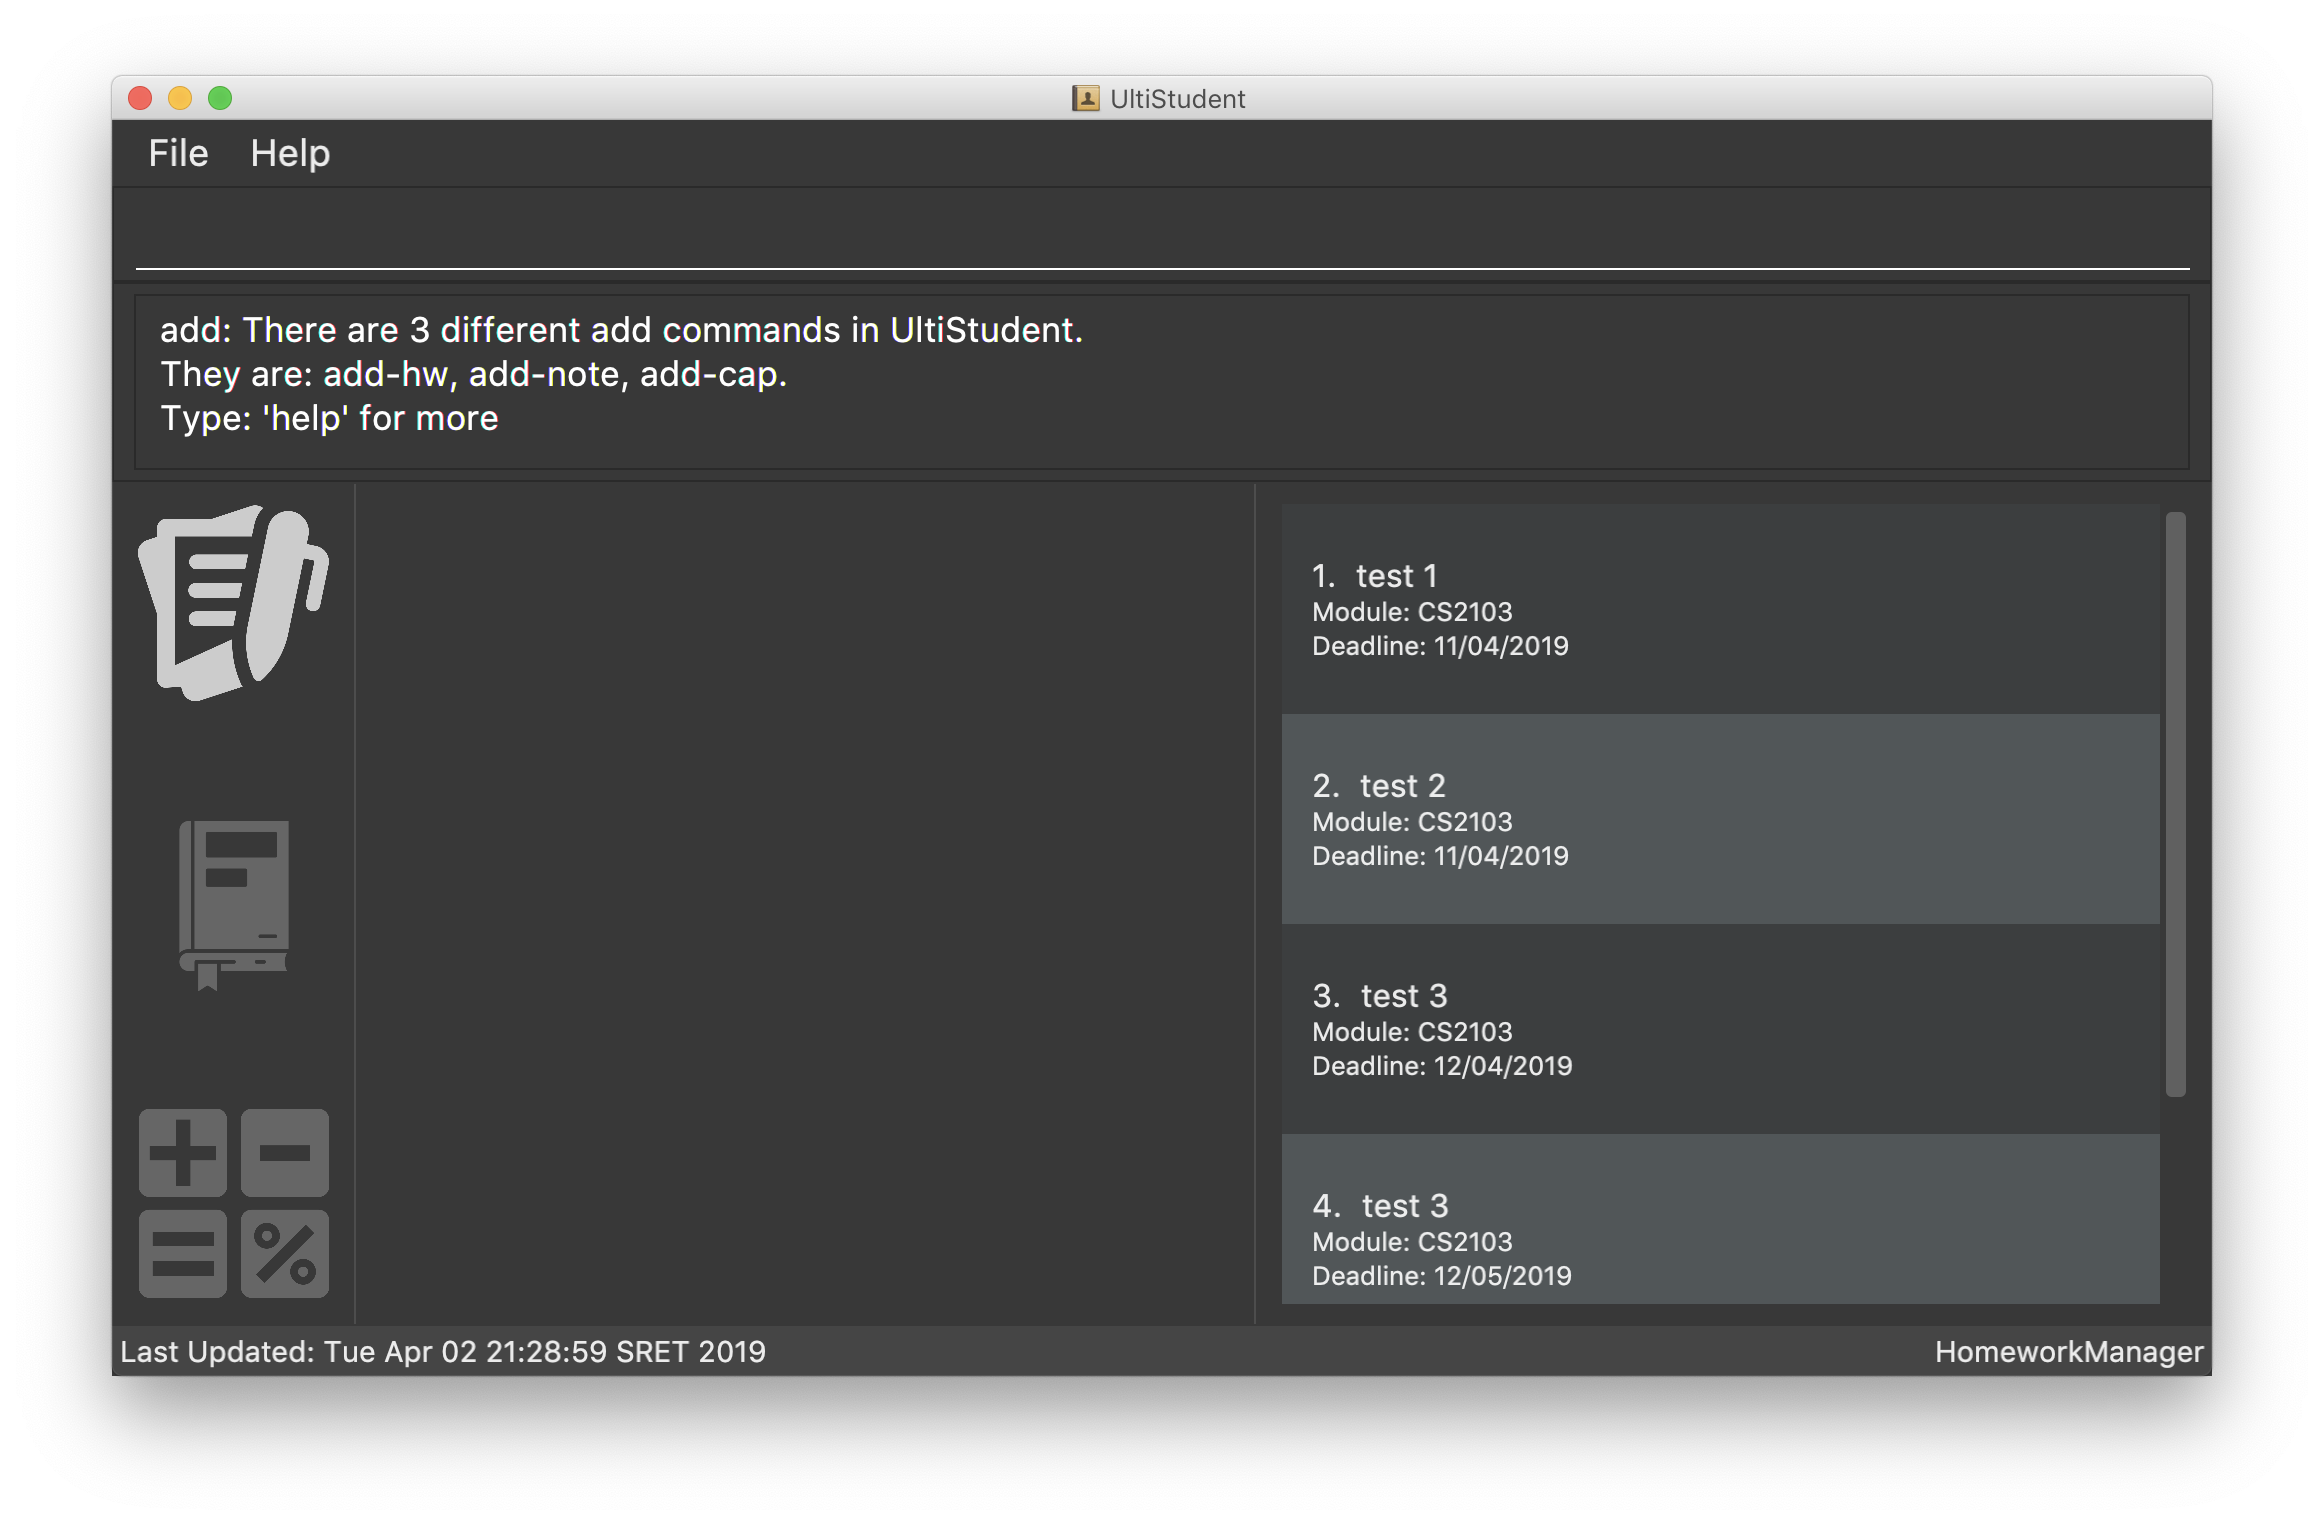 UltiStudent
File Help
add: There are 3 different add commands in UltiStudent.
They are: add-hw, add-note, add-cap.
Type: 'help' for more
1. test 1
Module: CS2103
Deadline: 11/04/2019
2. test 2
Module: CS2103
Deadline: 11/04/2019
3. test 3
Module: CS2103
Deadline: 12/04/2019
4. test 3
Module: CS2103
Deadline: 12/05/2019
Last Updated: Tue Apr 02 21:28:59 SRET 2019
HomeworkManager